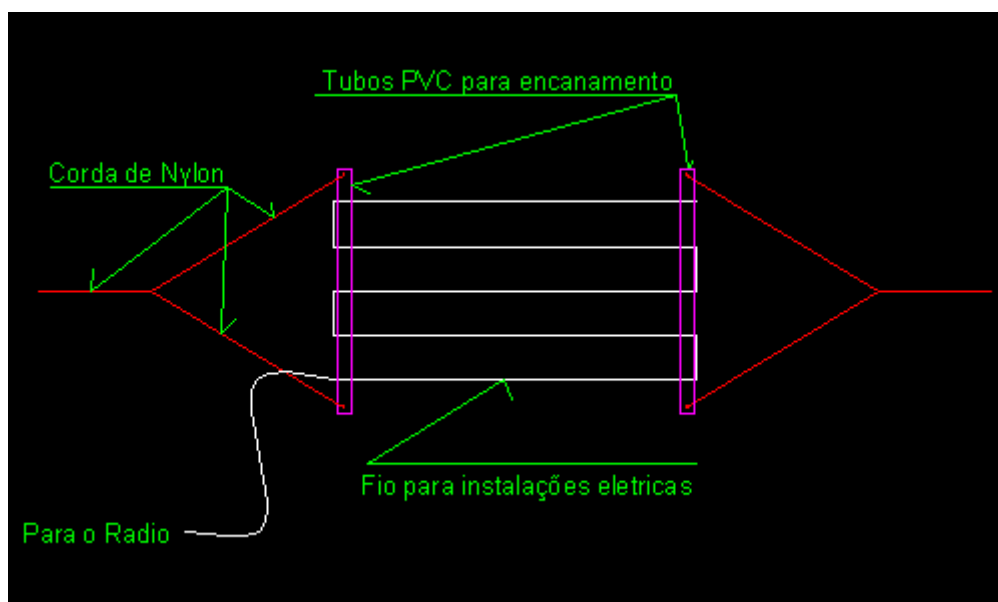 Tubos PVC para encanamento
Corda de Nylon
Fio para instalações eletricas
Para o Radio